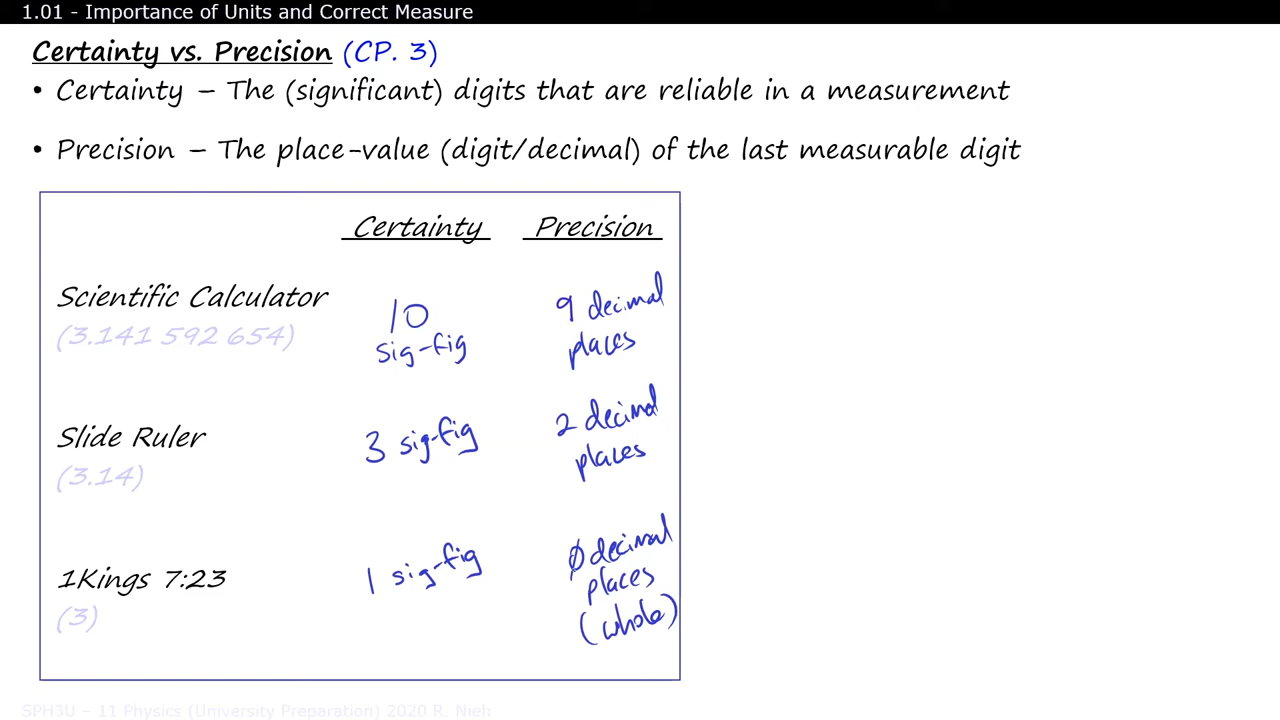 1.01 - Importance of Units and Correct Measure
Certainty vs. Precision (CP. 3)
• Certainty – The (significant) digits that are reliable in a measurement
• Precision – The place-value (digit/decimal) of the last measurable digit
Certainty Precision
Scientific Calculator
(3.141 592 654)
10
sig-fig
9 decimal
places
Slide Ruler
(3.14)
3 sig-fig
2 decimal
places
1Kings 7:23
(3)
1 sig-fig
0 decimal
places
(whole)
SPH3U – 11 Physics (University Preparation) 2020 R. Nieh